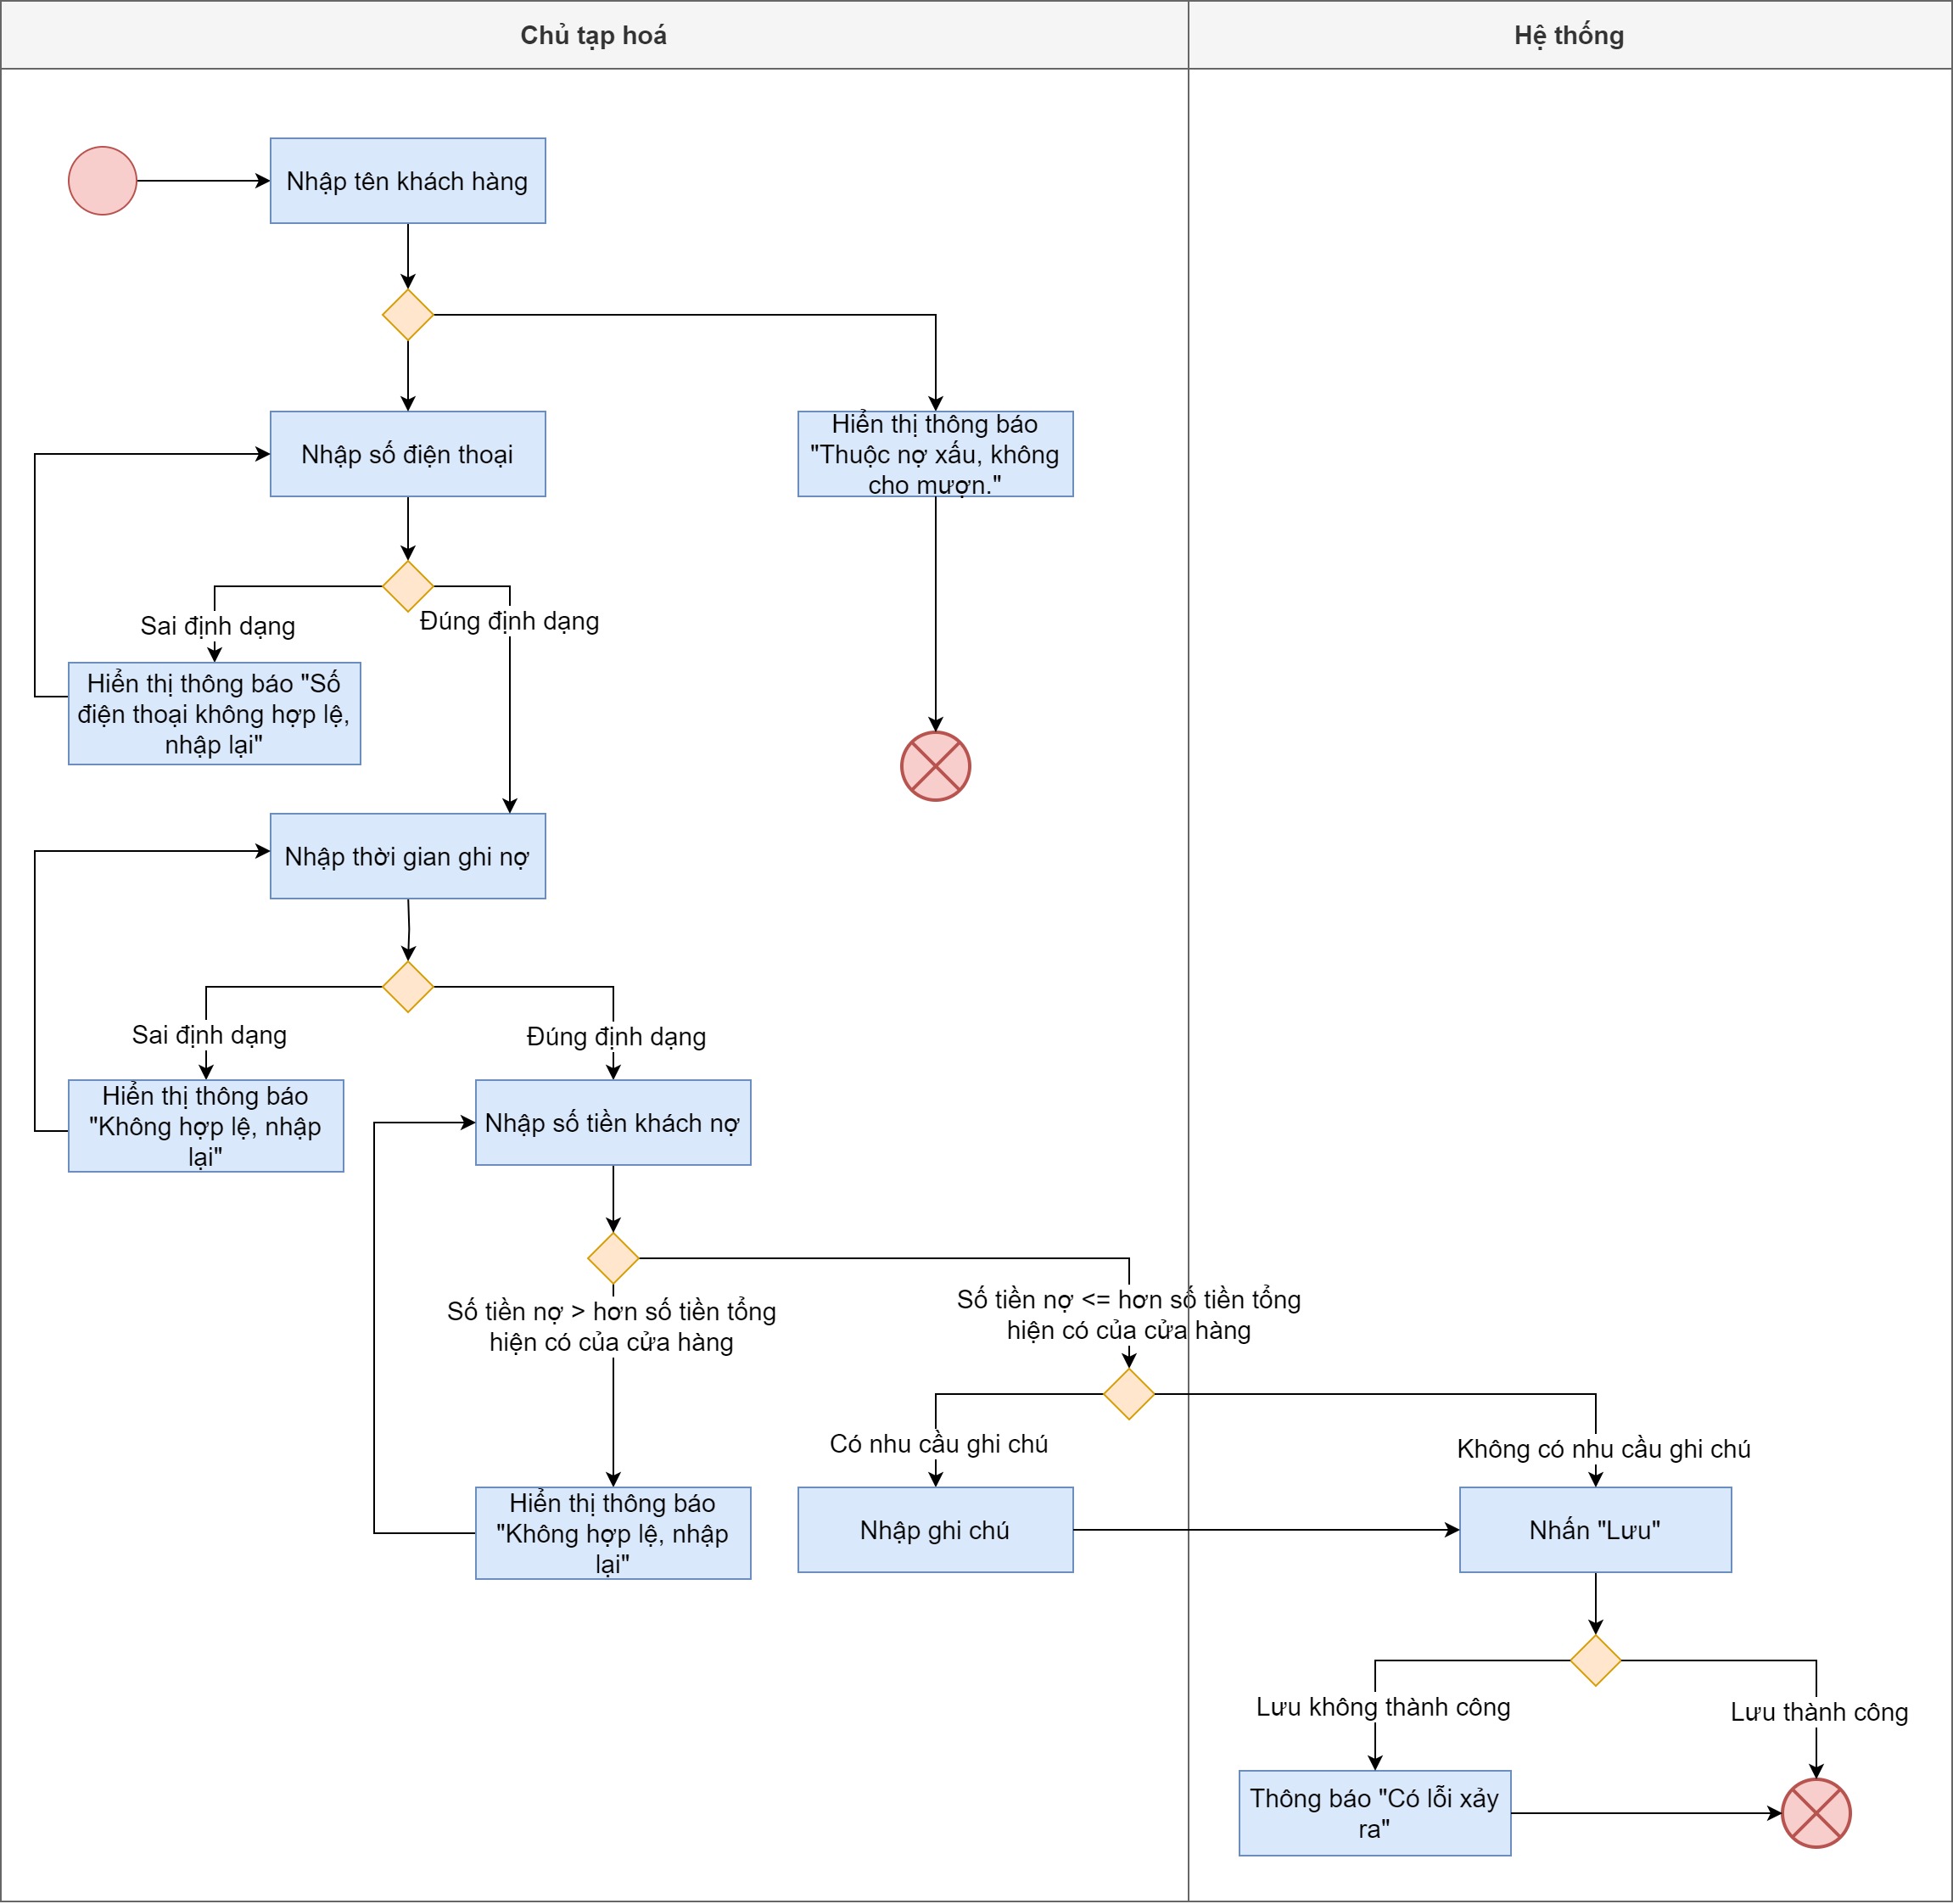 Chủ tạp hoá
Hệ thống
Nhập tên khách hàng
Nhập số điện thoại
Hiển thị thông báo
"Thuộc nợ xấu, không
cho mượn."
Sai định dạng
Đúng định dạng
Hiển thị thông báo "Số
điện thoại không hợp lệ,
nhập lại"
Nhập thời gian ghi nợ
Sai định dạng
Đúng định dạng
Hiển thị thông báo
"Không hợp lệ, nhập
lại"
Nhập số tiền khách nợ
Số tiền nợ > hơn số tiền tổng
hiện có của cửa hàng
Số tiền nợ <= hơn số tiền tổng
hiện có của cửa hàng
Có nhu cầu ghi chú
Không có nhu cầu ghi chú
Hiển thị thông báo
"Không hợp lệ, nhập
lại"
Nhập ghi chú
Nhấn "Lưu"
Lưu không thành công
Lưu thành công
Thông báo "Có lỗi xảy
ra"